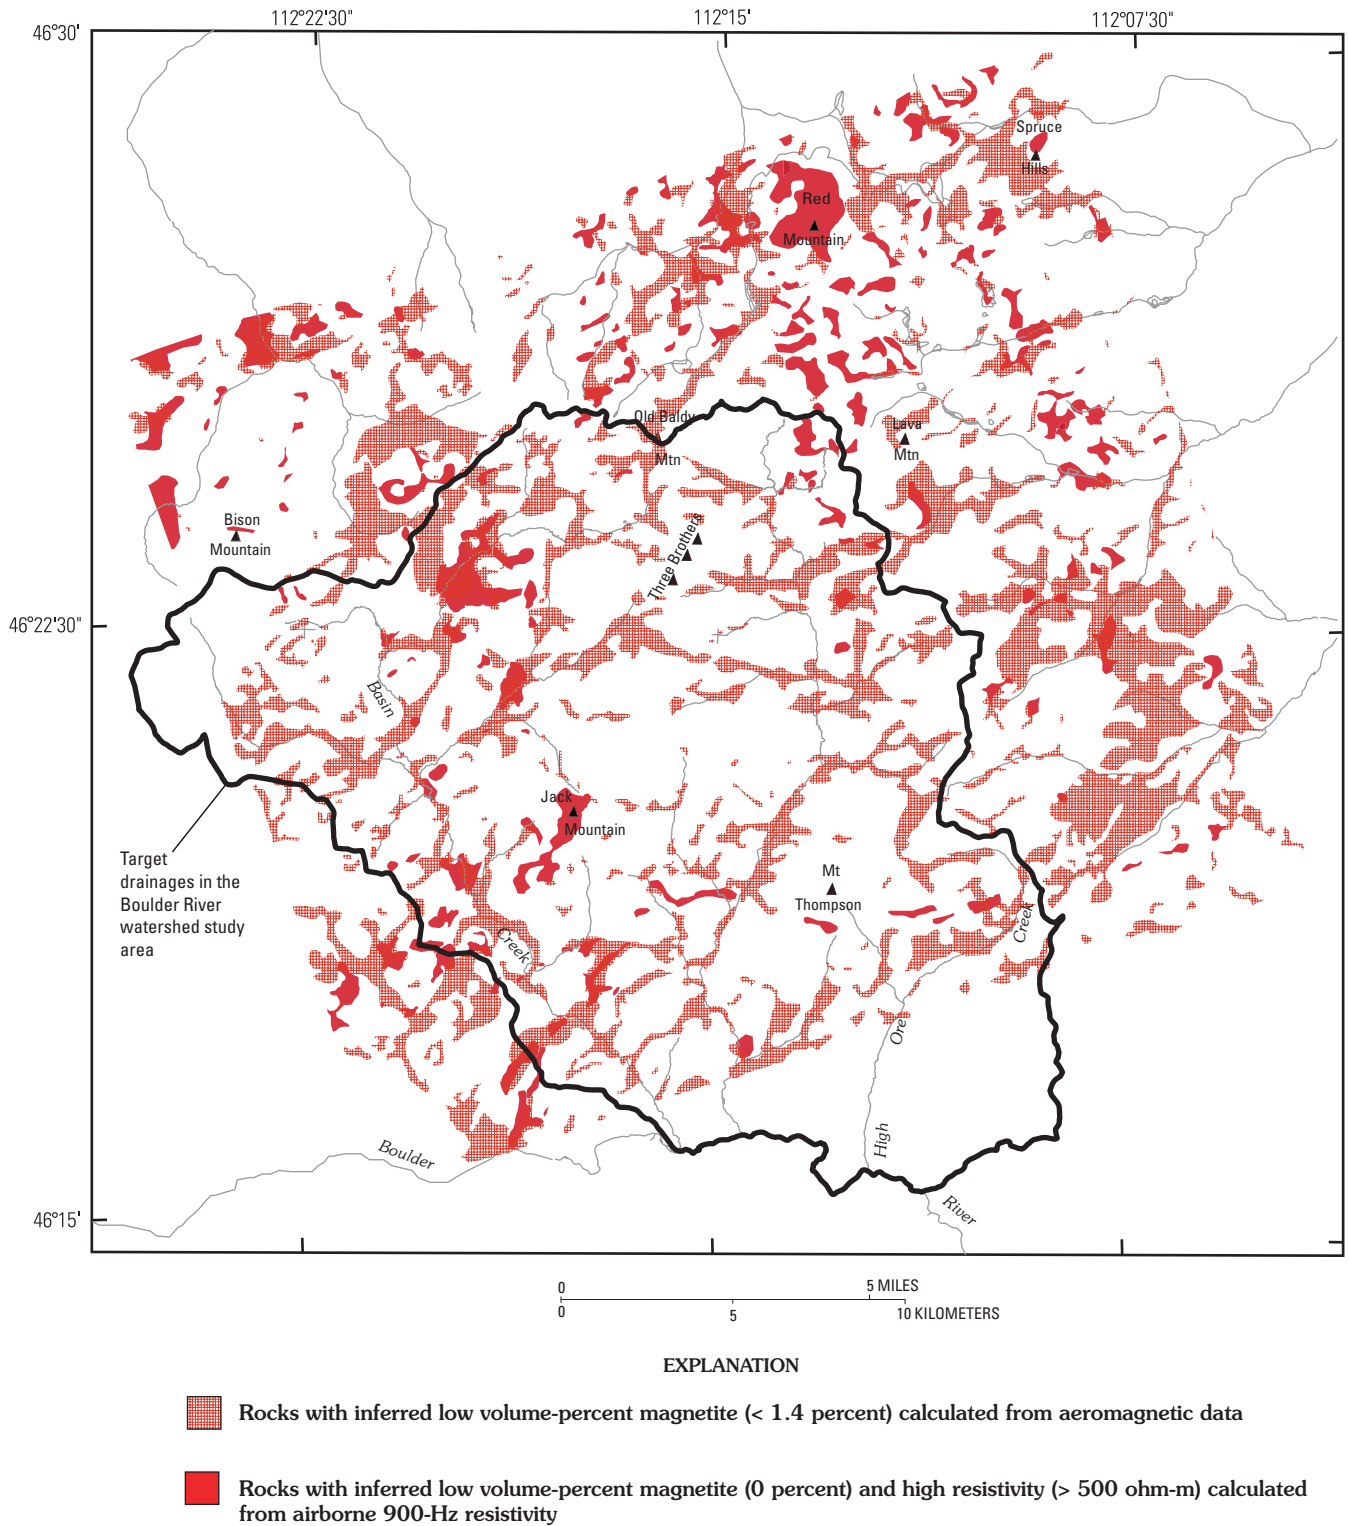 112°22'30"
112°15'
112°07'30"
46°30'
Spruce
Hills
Red
Mountain
Old Baldy
Mtn
Lava
Mtn
Bison
Mountain
Three Brothers
46°22'30"
Basin
Jack
Mountain
Target
drainages in the
Boulder River
watershed study
area
Mt
Thompson
Creek
Creek
Ore
High
Boulder
River
46°15'
0
5 MILES
0
5
10 KILOMETERS
EXPLANATION
Rocks with inferred low volume-percent magnetite (< 1.4 percent) calculated from aeromagnetic data
Rocks with inferred low volume-percent magnetite (0 percent) and high resistivity (> 500 ohm-m) calculated
from airborne 900-Hz resistivity